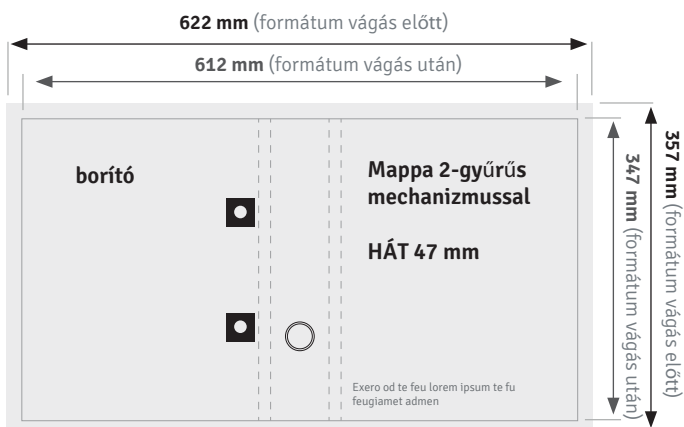 622 mm (formátum vágás előtt)
612 mm (formátum vágás után)
borító
Mappa 2-gyűrűs
mechanizmussal
HÁT 47 mm
Exero od te feu lorem ipsum te fu
feugiamet admen
347 mm (formátum vágás után)
357 mm (formátum vágás előtt)